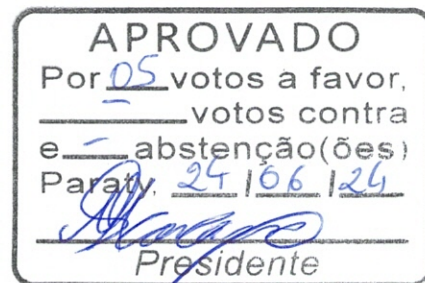 APROVADO
Por 05 votos a favor,
- votos contra
e - abstenção(ões)
Paraty, 24 / 06 / 24
Presidente